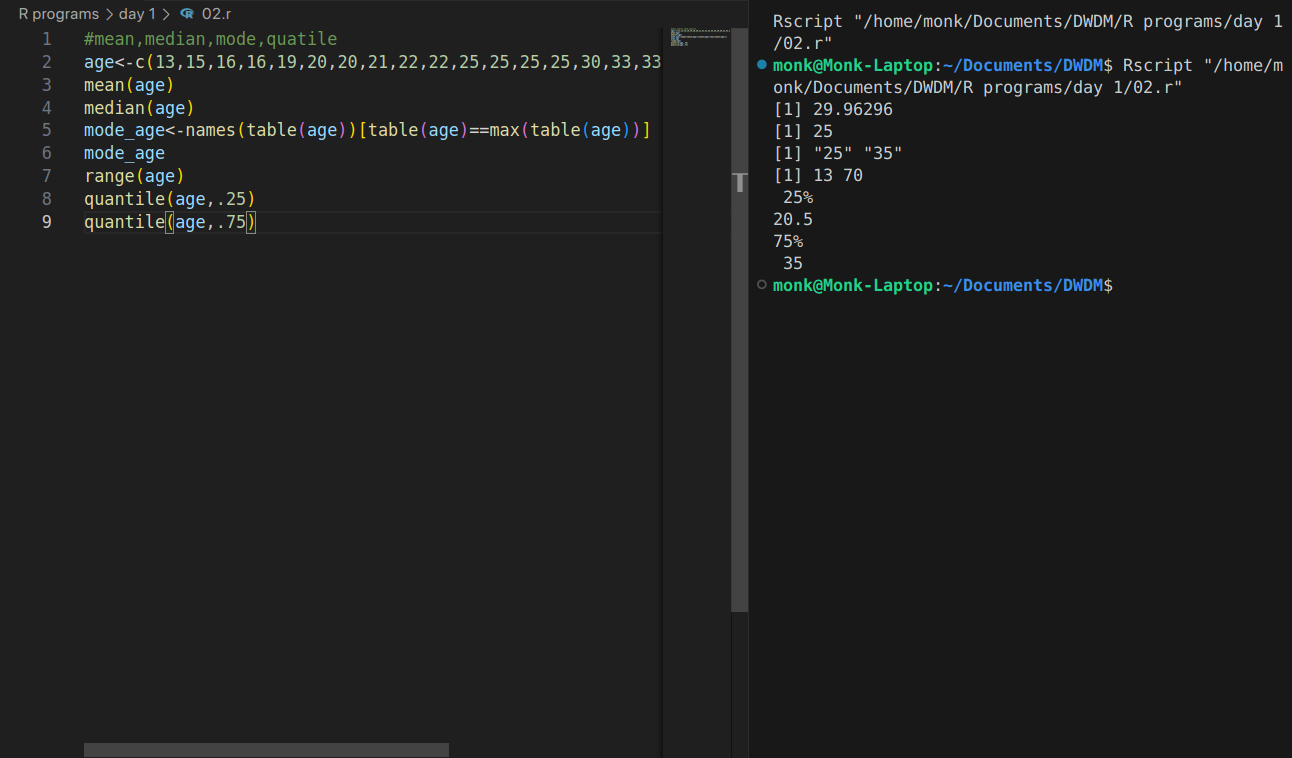 R programs > day 1 > 02.r
1 #mean,median,mode,quatile
2 age<-c(13,15,16,16,19,20,20,21,22,22,25,25,25,25,30,33,33
3 mean(age)
4 median(age)
5 mode_age<-names(table(age))[table(age)==max(table(age))]
6 mode_age
7 range(age)
8 quantile(age,.25)
9 quantile(age,.75)
Rscript "/home/monk/Documents/DWDM/R programs/day 1
/02.r"
monk@Monk-Laptop:~/Documents/DWDM$ Rscript "/home/m
onk/Documents/DWDM/R programs/day 1/02.r"
[1] 29.96296
[1] 25
[1] "25" "35"
[1] 13 70
 25%
20.5
75%
 35
monk@Monk-Laptop:~/Documents/DWDM$